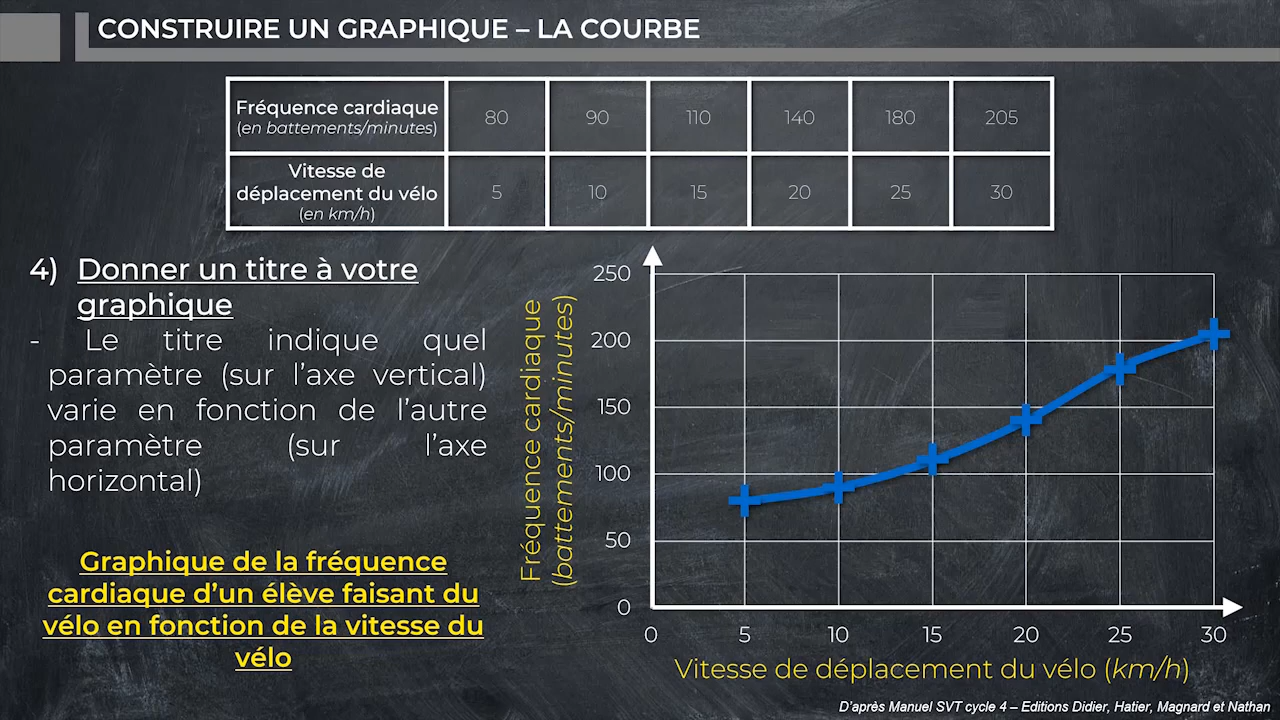 CONSTRUIRE UN GRAPHIQUE – LA COURBE
Fréquence cardiaque
(en battements/minutes)
80 90 110 140 180 205
Vitesse de
déplacement du vélo
(en km/h)
5 10 15 20 25 30
4) Donner un titre à votre
graphique
- Le titre indique quel
paramètre (sur l’axe vertical)
varie en fonction de l’autre
paramètre (sur l’axe
horizontal)
Graphique de la fréquence
cardiaque d’un élève faisant du
vélo en fonction de la vitesse du
vélo
Fréquence cardiaque
(battements/minutes)
250
200
150
100
50
0
0 5 10 15 20 25 30
Vitesse de déplacement du vélo (km/h)
D’après Manuel SVT cycle 4 – Editions Didier, Hatier, Magnard et Nathan